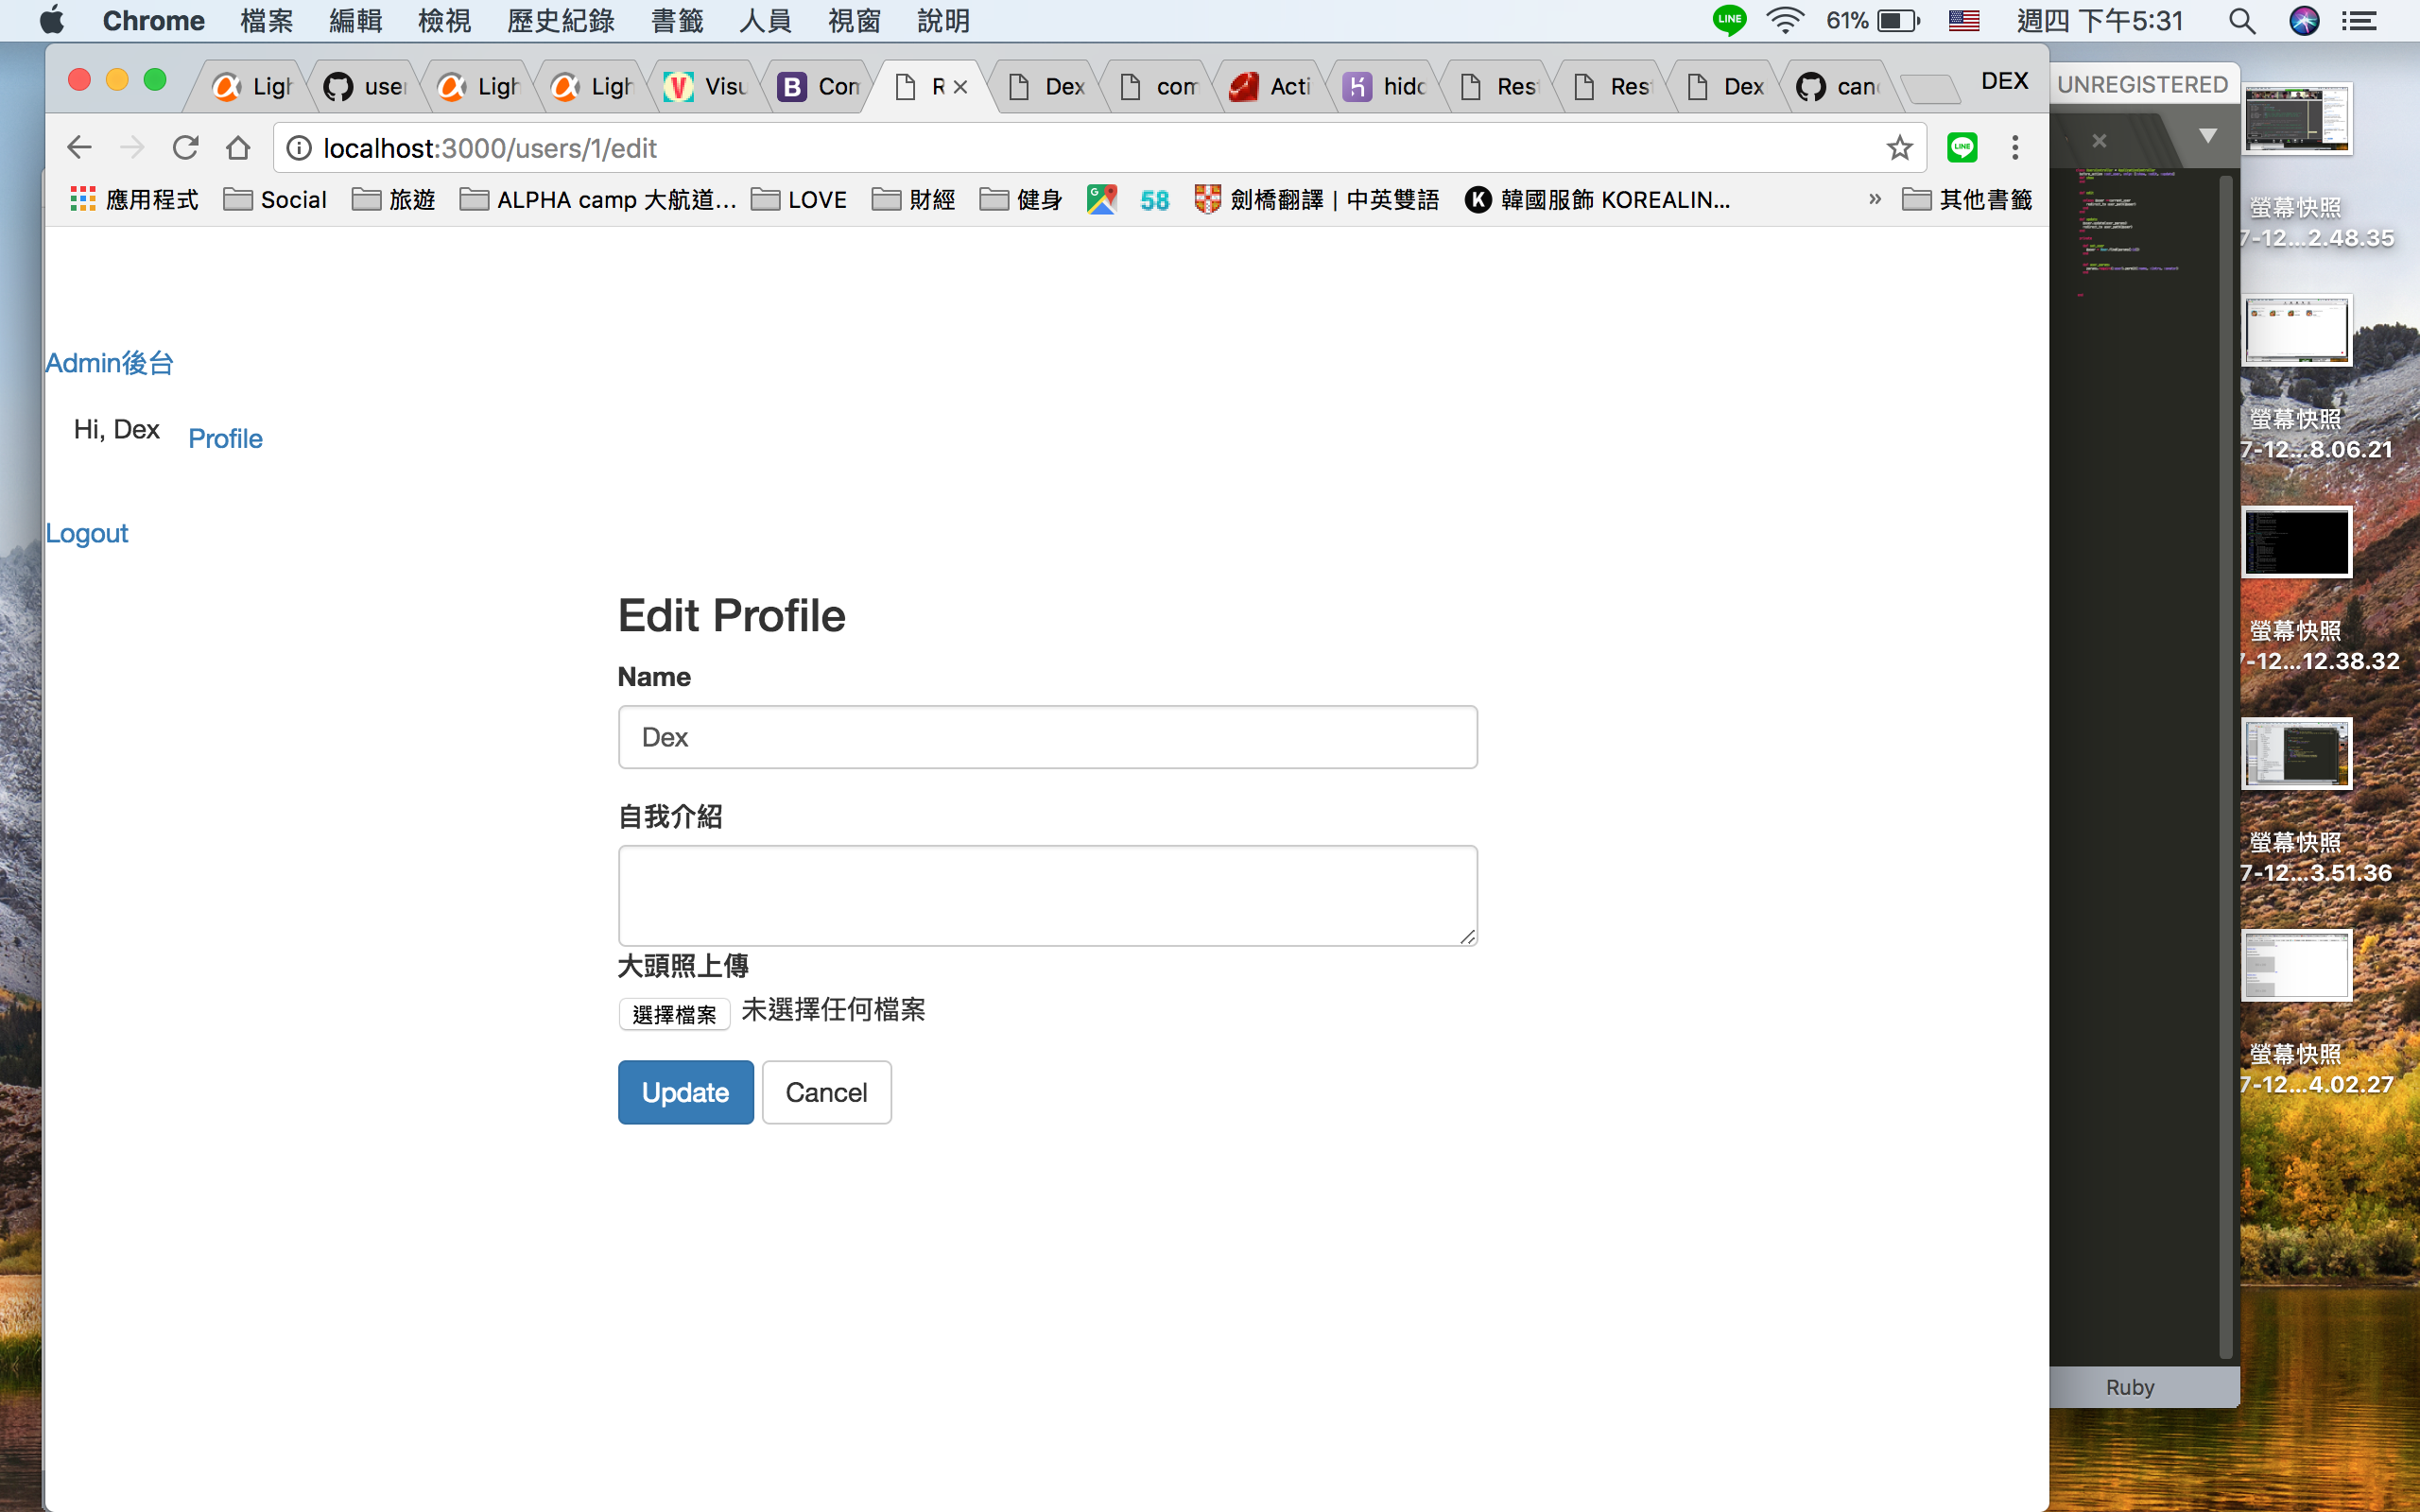 Chrome 檔案 編輯 檢視 歷史紀錄 書籤 人員 視窗 說明 LINE 61% 週四 下午5:31
Ligh user Ligh Ligh Visu B Com R Dex com Acti hidd Rest Rest Dex cand DEX
UNREGISTERED
localhost:3000/users/1/edit LINE
應用程式 Social 旅遊 ALPHA camp 大航道... LOVE 財經 健身 58 劍橋翻譯 | 中英雙語 K 韓國服飾 KOREALIN... » 其他書籤
Admin後台
Hi, Dex Profile
Logout
Edit Profile
Name
Dex
自我介紹
大頭照上傳
選擇檔案 未選擇任何檔案
Update Cancel
螢幕快照
7-12...2.48.35
螢幕快照
7-12...8.06.21
螢幕快照
7-12...12.38.32
螢幕快照
7-12...3.51.36
螢幕快照
7-12...4.02.27
Ruby